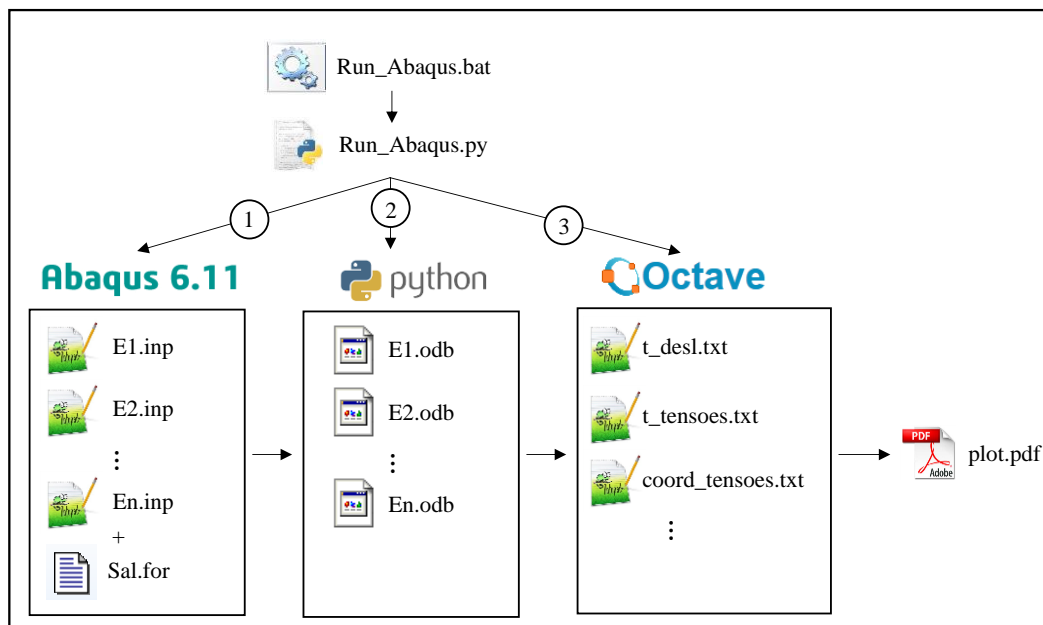 Run_Abaqus.bat
Run_Abaqus.py
1
2
3
Abaqus 6.11
python
Octave
E1.inp
E2.inp
⋮
En.inp
+
Sal.for
E1.odb
E2.odb
⋮
En.odb
t_desl.txt
t_tensoes.txt
coord_tensoes.txt
⋮
PDF
Adobe
plot.pdf